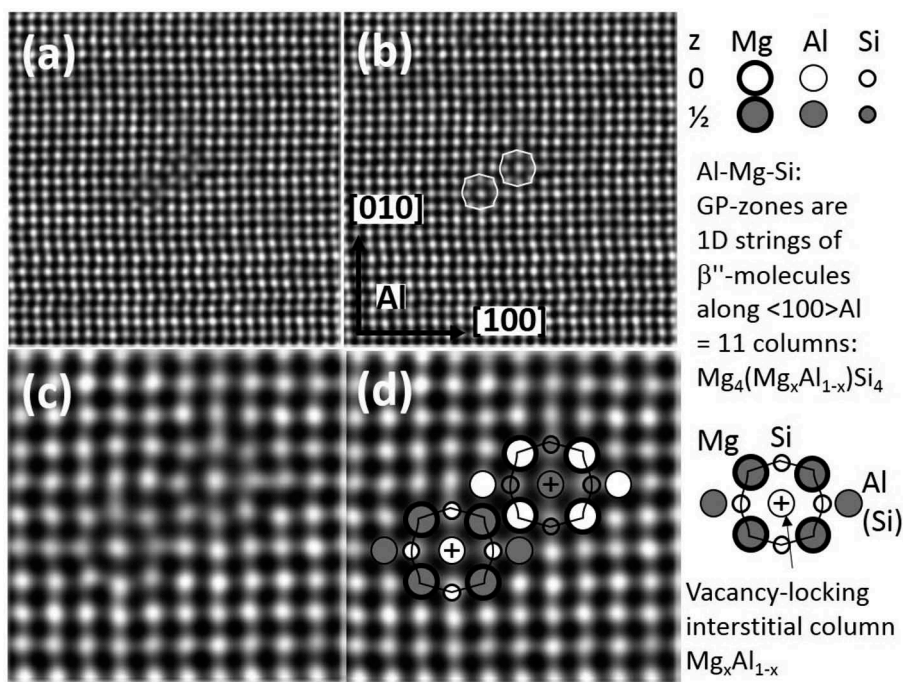 (a)
(b)
[010]
Al
[100]
(c)
(d)
z Mg Al Si
0
½
Al-Mg-Si:
GP-zones are
1D strings of
β''-molecules
along <100>Al
= 11 columns:
Mg₄(MgₓAl₁₋ₓ)Si₄
Si
Mg
Al
(Si)
+
+
+
Vacancy-locking
interstitial column
MgₓAl₁₋ₓ